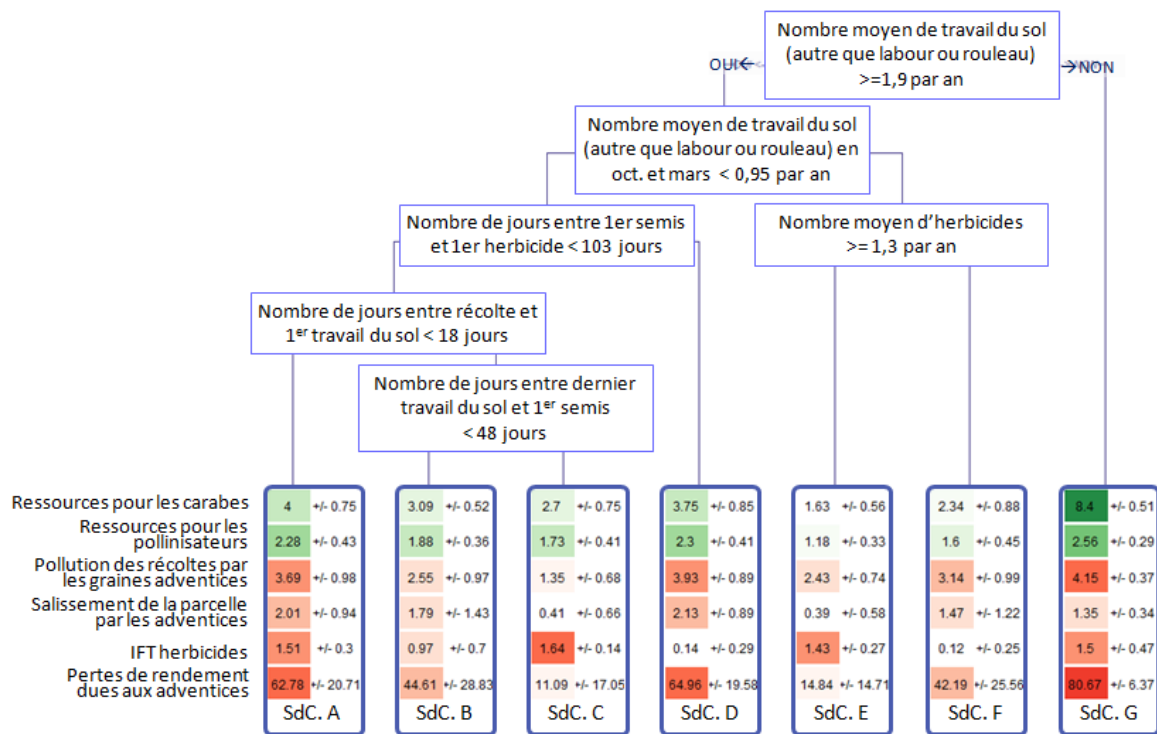 Nombre moyen de travail du sol
(autre que labour ou rouleau)
>=1,9 par an
OUI
NON
Nombre moyen de travail du sol
(autre que labour ou rouleau) en
oct. et mars < 0,95 par an
Nombre de jours entre 1er semis
et 1er herbicide < 103 jours
Nombre moyen d’herbicides
>= 1,3 par an
Nombre de jours entre récolte et
1er travail du sol < 18 jours
Nombre de jours entre dernier
travail du sol et 1er semis
< 48 jours
Ressources pour les carabes 4 +/- 0.75 3.09 +/- 0.52 2.7 +/- 0.75 3.75 +/- 0.85 1.63 +/- 0.56 2.34 +/- 0.88 8.4 +/- 0.51
Ressources pour les
pollinisateurs 2.28 +/- 0.43 1.88 +/- 0.36 1.73 +/- 0.41 2.3 +/- 0.41 1.18 +/- 0.33 1.6 +/- 0.45 2.56 +/- 0.29
Pollution des récoltes par
les graines adventices 3.69 +/- 0.98 2.55 +/- 0.97 1.35 +/- 0.68 3.93 +/- 0.89 2.43 +/- 0.74 3.14 +/- 0.99 4.15 +/- 0.37
Salissement de la parcelle
par les adventices 2.01 +/- 0.94 1.79 +/- 1.43 0.41 +/- 0.66 2.13 +/- 0.89 0.39 +/- 0.58 1.47 +/- 1.22 1.35 +/- 0.34
IFT herbicides 1.51 +/- 0.3 0.97 +/- 0.7 1.64 +/- 0.14 0.14 +/- 0.29 1.43 +/- 0.27 0.12 +/- 0.25 1.5 +/- 0.47
Pertes de rendement
dues aux adventices 62.78 +/- 20.71 44.61 +/- 28.83 11.09 +/- 17.05 64.96 +/- 19.58 14.84 +/- 14.71 42.19 +/- 25.56 80.67 +/- 6.37
SdC. A SdC. B SdC. C SdC. D SdC. E SdC. F SdC. G